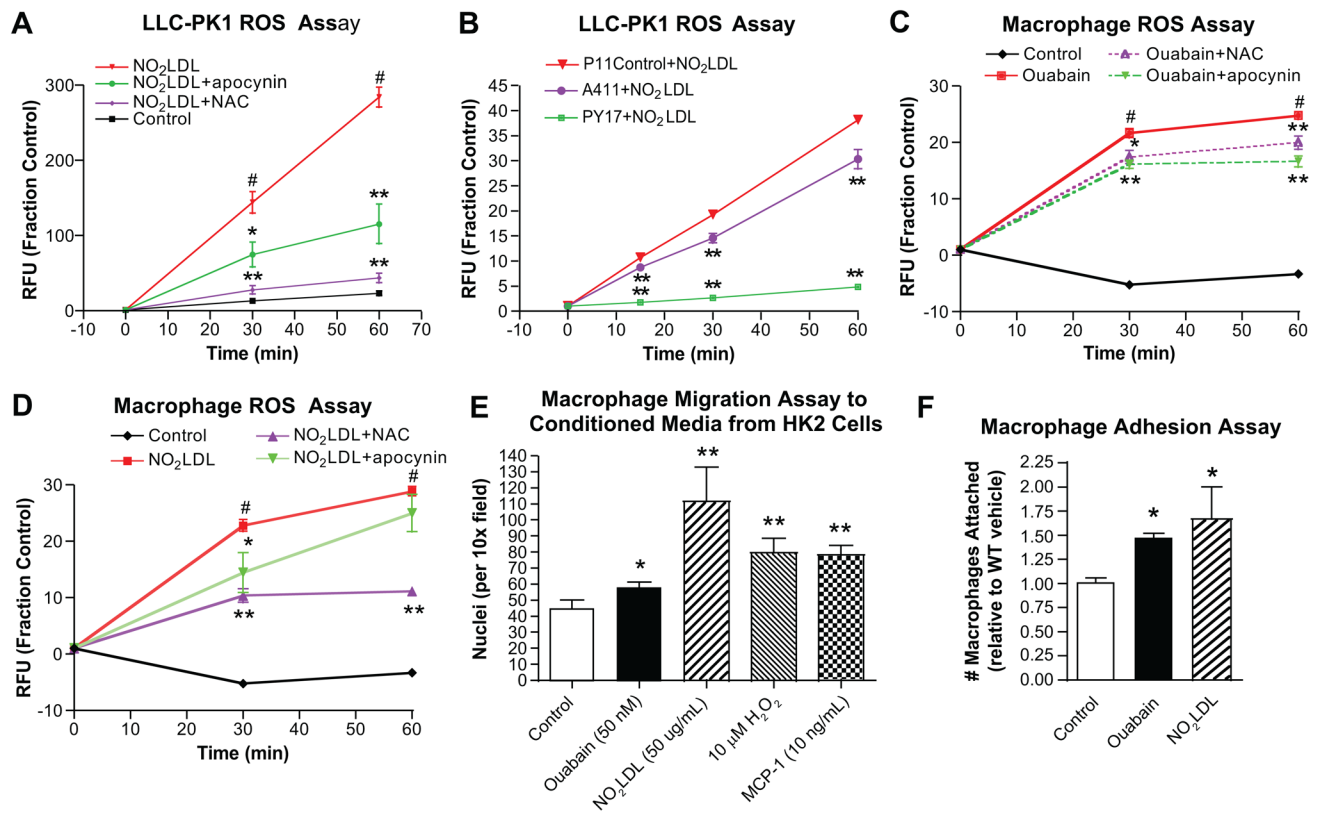 A
LLC-PK1 ROS Assay
NO2LDL
NO2LDL+apocynin
NO2LDL+NAC
Control
RFU (Fraction Control)
300
200
100
0
#
#
*
**
**
**
-10 0 10 20 30 40 50 60 70
Time (min)
B
LLC-PK1 ROS Assay
P11Control+NO2LDL
A411+NO2 LDL
PY17+NO2 LDL
RFU (Fraction Control)
45
40
35
30
25
20
15
10
5
0
**
**
**
**
**
**
-10 0 10 20 30 40 50 60
Time (min)
C
Macrophage ROS Assay
Control
Ouabain
Ouabain+NAC
Ouabain+apocynin
RFU (Fraction Control)
30
20
10
0
-10
#
#
*
**
**
**
0 10 20 30 40 50 60
Time (min)
D
Macrophage ROS Assay
Control
NO2LDL
NO2LDL+NAC
NO2LDL+apocynin
RFU (Fraction Control)
30
20
10
0
-10
#
#
*
**
**
0 10 20 30 40 50 60
Time (min)
E
Macrophage Migration Assay to
Conditioned Media from HK2 Cells
Nuclei (per 10x field)
140
130
120
110
100
90
80
70
60
50
40
30
20
10
0
*
**
**
**
Control
Ouabain (50 nM)
NO2LDL (50 ug/mL)
10 µM H2O2
MCP-1 (10 ng/mL)
F
Macrophage Adhesion Assay
# Macrophages Attached
(relative to WT vehicle)
2.25
2.00
1.75
1.50
1.25
1.00
0.75
0.50
0.25
0.00
*
*
Control
Ouabain
NO2LDL